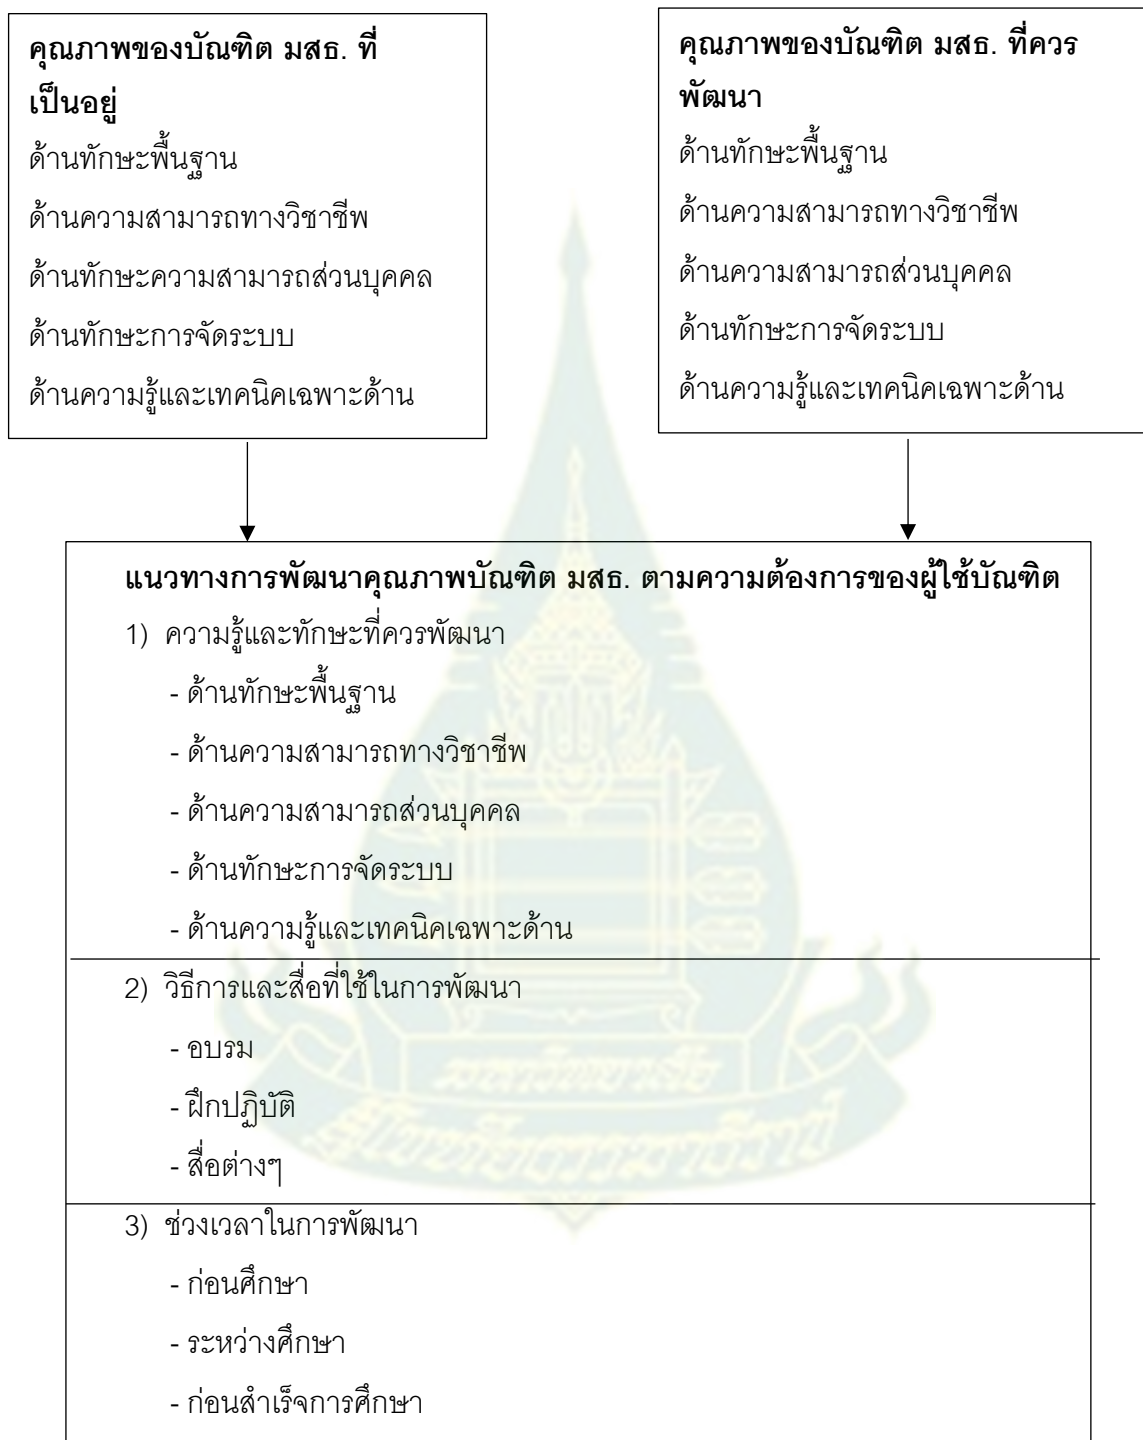 คุณภาพของบัณฑิต มสธ. ที่
เป็นอยู่
ด้านทักษะพื้นฐาน
ด้านความสามารถทางวิชาชีพ
ด้านทักษะความสามารถส่วนบุคคล
ด้านทักษะการจัดระบบ
ด้านความรู้และเทคนิคเฉพาะด้าน
คุณภาพของบัณฑิต มสธ. ที่ควร
พัฒนา
ด้านทักษะพื้นฐาน
ด้านความสามารถทางวิชาชีพ
ด้านความสามารถส่วนบุคคล
ด้านทักษะการจัดระบบ
ด้านความรู้และเทคนิคเฉพาะด้าน
แนวทางการพัฒนาคุณภาพบัณฑิต มสธ. ตามความต้องการของผู้ใช้บัณฑิต
1) ความรู้และทักษะที่ควรพัฒนา
- ด้านทักษะพื้นฐาน
- ด้านความสามารถทางวิชาชีพ
- ด้านความสามารถส่วนบุคคล
- ด้านทักษะการจัดระบบ
- ด้านความรู้และเทคนิคเฉพาะด้าน
2) วิธีการและสื่อที่ใช้ในการพัฒนา
- อบรม
- ฝึกปฏิบัติ
- สื่อต่างๆ
3) ช่วงเวลาในการพัฒนา
- ก่อนศึกษา
- ระหว่างศึกษา
- ก่อนสำเร็จการศึกษา
มหาวิทยาลัย
สุโขทัยธรรมาธิราช